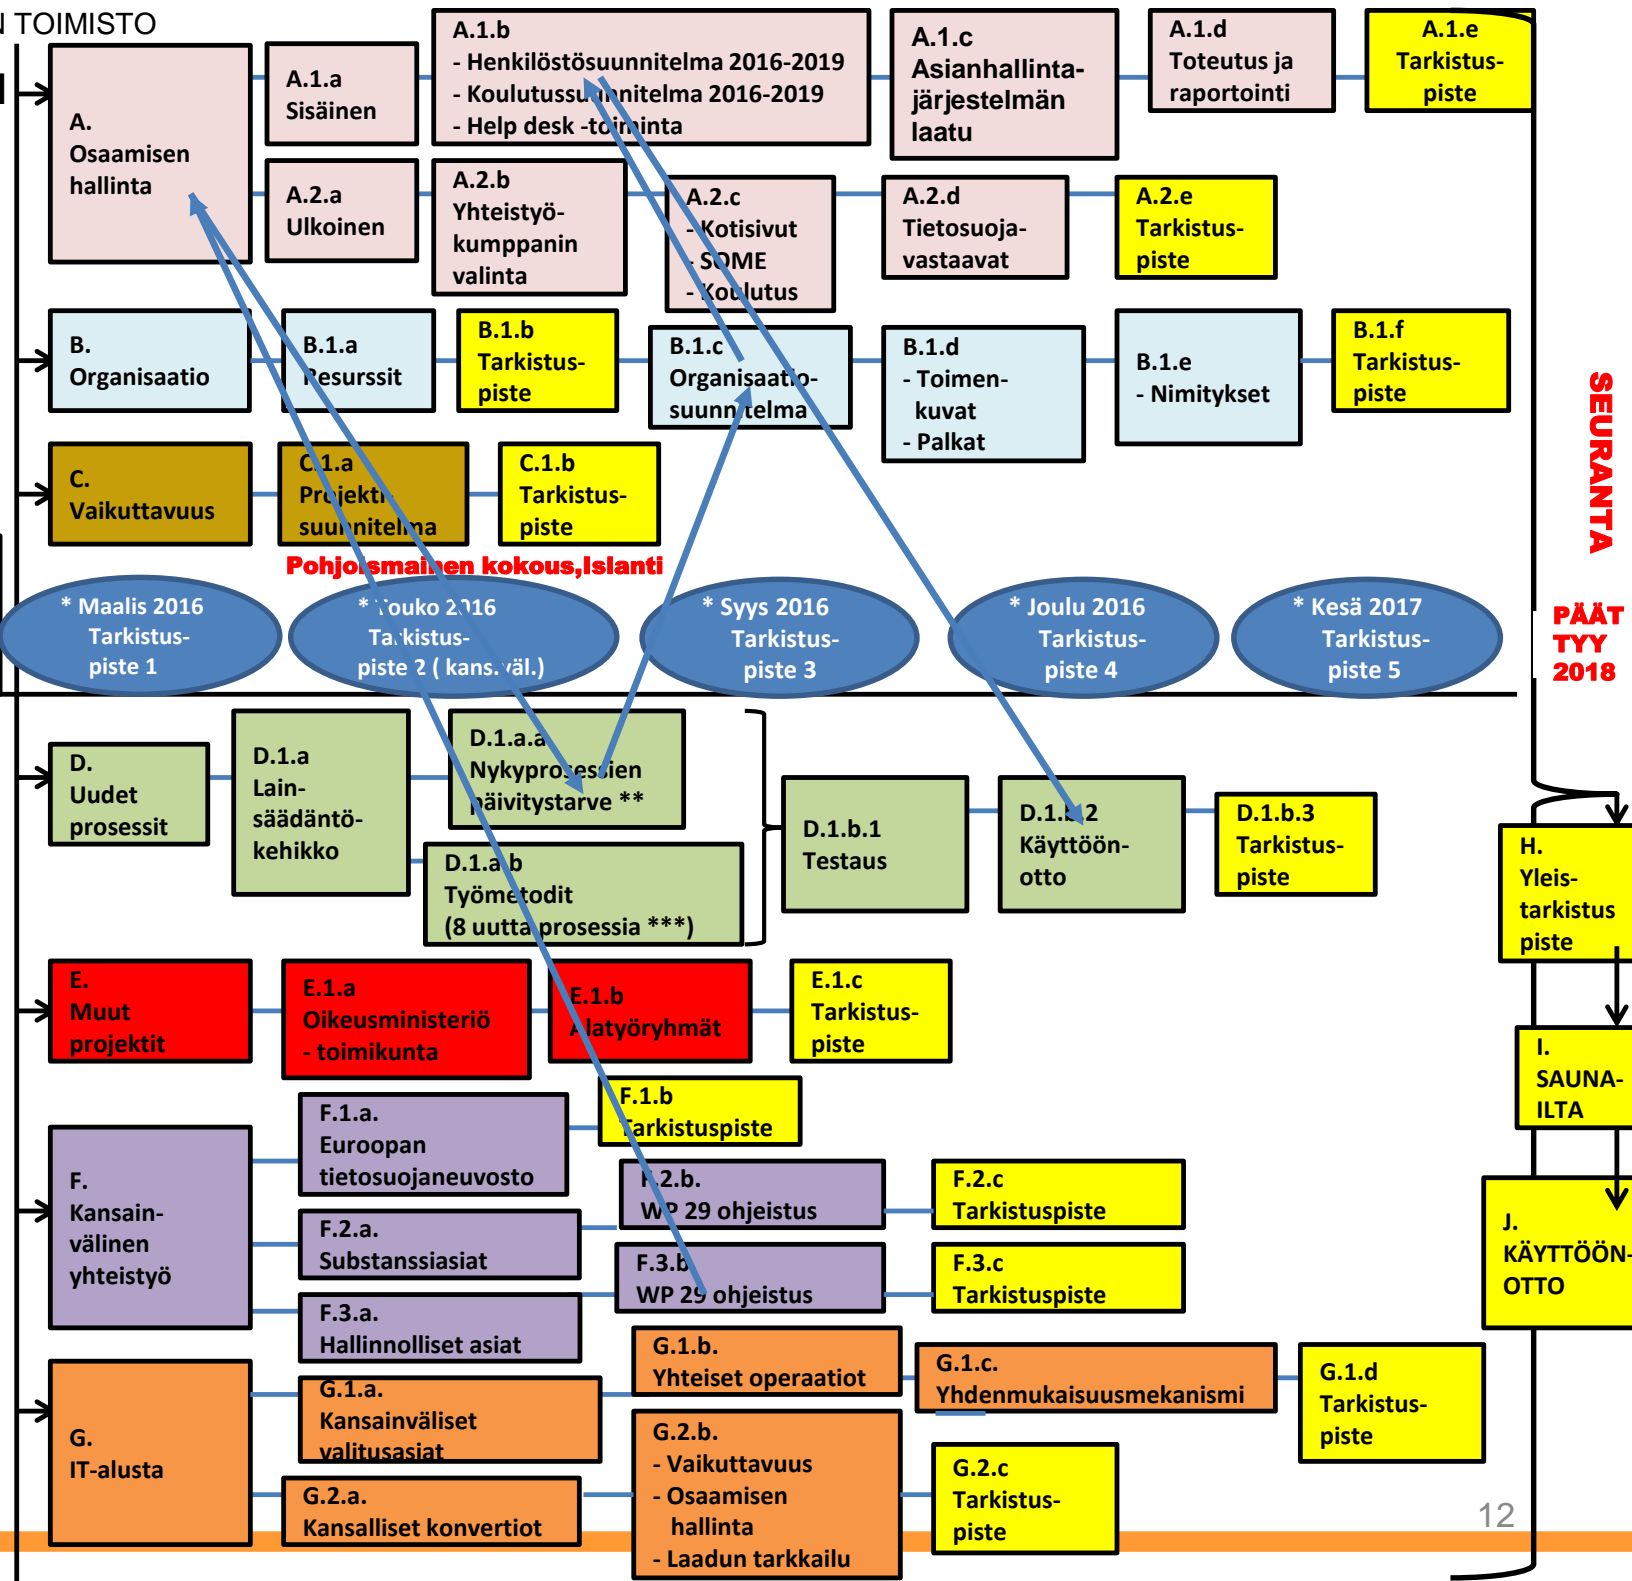 N TOIMISTO
A.
Osaamisen
hallinta
A.1.a
Sisäinen
A.1.b
- Henkilöstösuunnitelma 2016-2019
- Koulutussuunnitelma 2016-2019
- Help desk -toiminta
A.1.c
Asianhallinta-
järjestelmän
laatu
A.1.d
Toteutus ja
raportointi
A.1.e
Tarkistus-
piste
A.2.a
Ulkoinen
A.2.b
Yhteistyö-
kumppanin
valinta
A.2.c
- Kotisivut
- SOME
- Koulutus
A.2.d
Tietosuoja-
vastaavat
A.2.e
Tarkistus-
piste
B.
Organisaatio
B.1.a
Resurssit
B.1.b
Tarkistus-
piste
B.1.c
Organisaatio-
suunnitelma
B.1.d
- Toimen-
kuvat
- Palkat
B.1.e
- Nimitykset
B.1.f
Tarkistus-
piste
C.
Vaikuttavuus
C.1.a
Projekti-
suunnitelma
C.1.b
Tarkistus-
piste
SEURANTA
Pohjoismainen kokous,Islanti
* Maalis 2016
Tarkistus-
piste 1
* Touko 2016
Tarkistus-
piste 2 ( kans. väl.)
* Syys 2016
Tarkistus-
piste 3
* Joulu 2016
Tarkistus-
piste 4
* Kesä 2017
Tarkistus-
piste 5
PÄÄT
TYY
2018
D.
Uudet
prosessit
D.1.a
Lain-
säädäntö-
kehikko
D.1.a.a
Nykyprosessien
päivitystarve **
D.1.a.b
Työmetodit
(8 uutta prosessia ***)
D.1.b.1
Testaus
D.1.b.2
Käyttöön-
otto
D.1.b.3
Tarkistus-
piste
H.
Yleis-
tarkistus
piste
E.
Muut
projektit
E.1.a
Oikeusministeriö
- toimikunta
E.1.b
Alatyöryhmät
E.1.c
Tarkistus-
piste
I.
SAUNA-
ILTA
F.
Kansain-
välinen
yhteistyö
F.1.a.
Euroopan
tietosuojaneuvosto
F.1.b
Tarkistuspiste
F.2.a.
Substanssiasiat
F.2.b.
WP 29 ohjeistus
F.2.c
Tarkistuspiste
F.3.a.
Hallinnolliset asiat
F.3.b
WP 29 ohjeistus
F.3.c
Tarkistuspiste
J.
KÄYTTÖÖN-
OTTO
G.
IT-alusta
G.1.a.
Kansainväliset
valitusasiat
G.1.b.
Yhteiset operaatiot
G.1.c.
Yhdenmukaisuusmekanismi
G.1.d
Tarkistus-
piste
G.2.a.
Kansalliset konvertiot
G.2.b.
- Vaikuttavuus
- Osaamisen
hallinta
- Laadun tarkkailu
G.2.c
Tarkistus-
piste
12